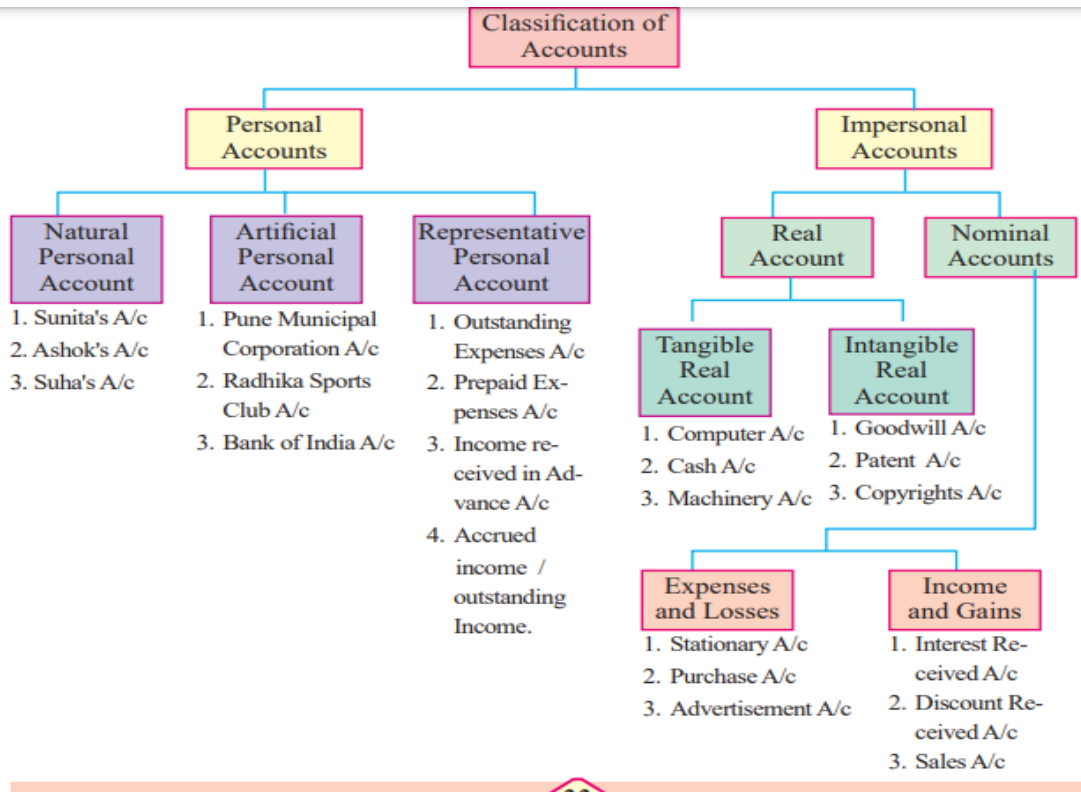 Classification of
Accounts
Personal
Accounts
Impersonal
Accounts
Natural
Personal
Account
1. Sunita's A/c
2. Ashok's A/c
3. Suha's A/c
Artificial
Personal
Account
1. Pune Municipal
Corporation A/c
2. Radhika Sports
Club A/c
3. Bank of India A/c
Representative
Personal
Account
1. Outstanding
Expenses A/c
2. Prepaid Ex-
penses A/c
3. Income re-
ceived in Ad-
vance A/c
4. Accrued
income /
outstanding
Income.
Real
Account
Nominal
Accounts
Tangible
Real
Account
1. Computer A/c
2. Cash A/c
3. Machinery A/c
Intangible
Real
Account
1. Goodwill A/c
2. Patent A/c
3. Copyrights A/c
Expenses
and Losses
1. Stationary A/c
2. Purchase A/c
3. Advertisement A/c
Income
and Gains
1. Interest Re-
ceived A/c
2. Discount Re-
ceived A/c
3. Sales A/c